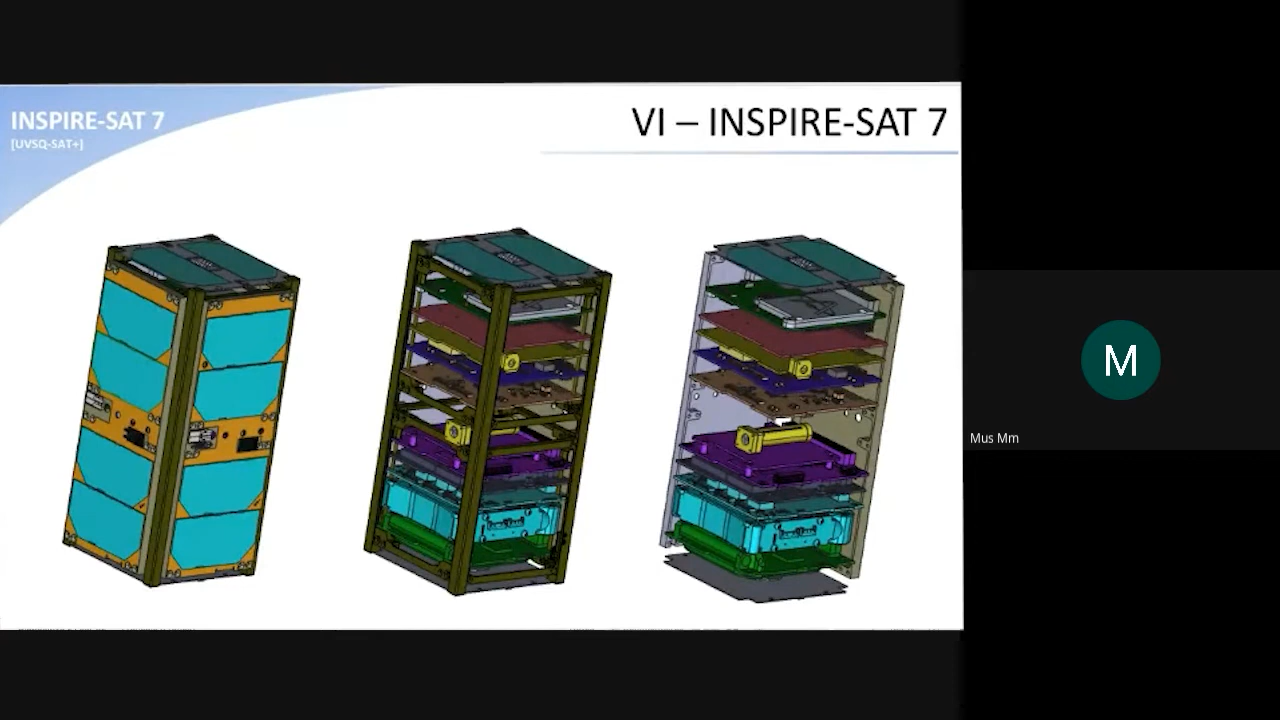 INSPIRE-SAT 7
[UVSQ-SAT+]
VI – INSPIRE-SAT 7
M
Mus Mm